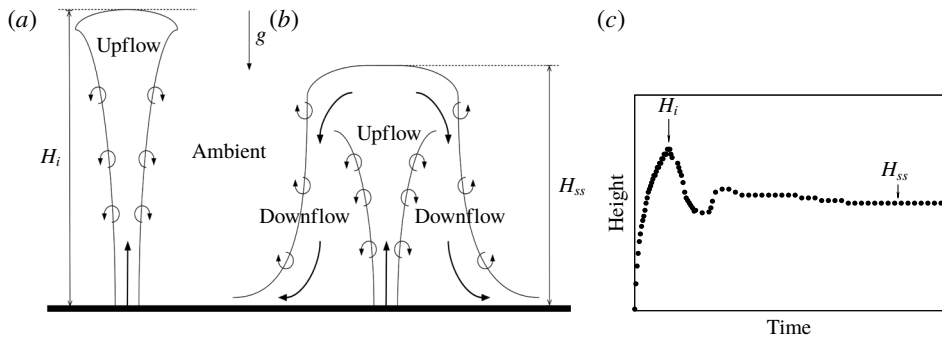 (a)
(b)
(c)
Upflow
g
H_i
Ambient
Upflow
Downflow
Downflow
H_ss
H_i
H_ss
Height
Time